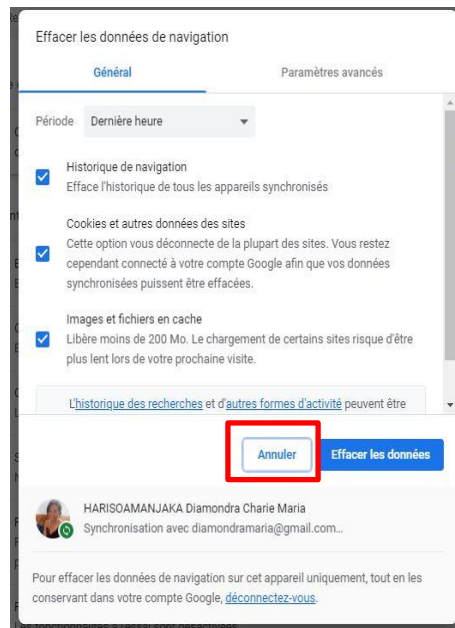 Effacer les données de navigation
Général
Paramètres avancés
Période
Dernière heure
Historique de navigation
Efface l'historique de tous les appareils synchronisés
Cookies et autres données des sites
Cette option vous déconnecte de la plupart des sites. Vous restez
cependant connecté à votre compte Google afin que vos données
synchronisées puissent être effacées.
Images et fichiers en cache
Libère moins de 200 Mo. Le chargement de certains sites risque d'être
plus lent lors de votre prochaine visite.
L'historique des recherches et d'autres formes d'activité peuvent être
Annuler
Effacer les données
HARISOAMANJAKA Diamondra Charie Maria
Synchronisation avec diamondramaria@gmail.com...
Pour effacer les données de navigation sur cet appareil uniquement, tout en les
conservant dans votre compte Google, déconnectez-vous.
Les fonctionnalités à l'essai sont désactivées